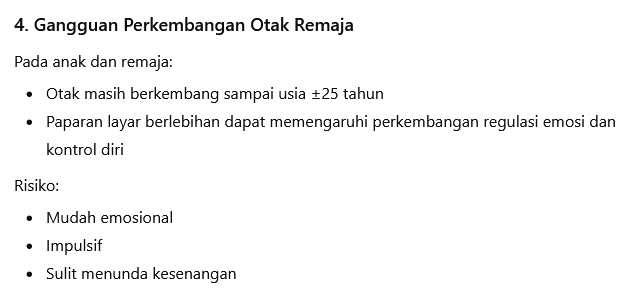 4. Gangguan Perkembangan Otak Remaja
Pada anak dan remaja:
• Otak masih berkembang sampai usia ±25 tahun
• Paparan layar berlebihan dapat memengaruhi perkembangan regulasi emosi dan
kontrol diri
Risiko:
• Mudah emosional
• Impulsif
• Sulit menunda kesenangan